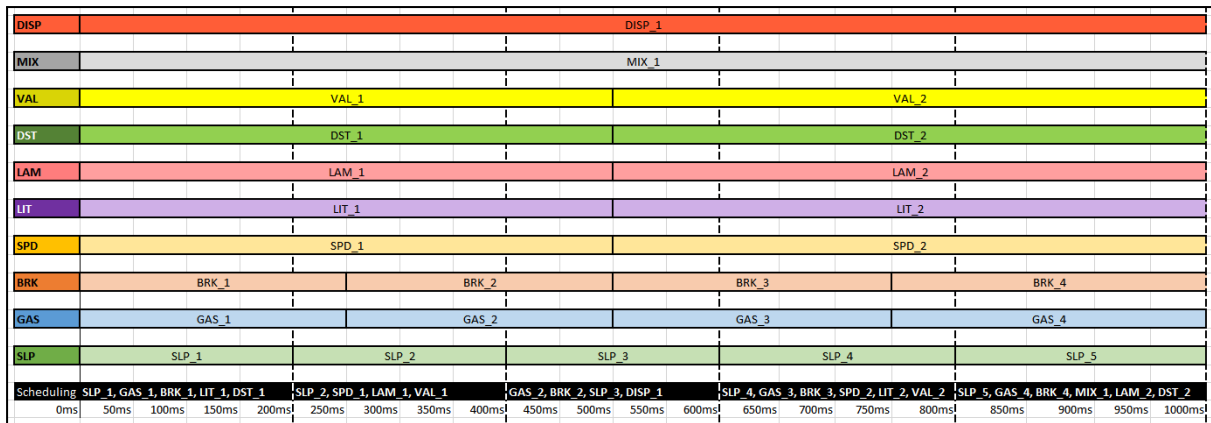 DISP DISP_1
MIX MIX_1
VAL VAL_1 VAL_2
DST DST_1 DST_2
LAM LAM_1 LAM_2
LIT LIT_1 LIT_2
SPD SPD_1 SPD_2
BRK BRK_1 BRK_2 BRK_3 BRK_4
GAS GAS_1 GAS_2 GAS_3 GAS_4
SLP SLP_1 SLP_2 SLP_3 SLP_4 SLP_5
Scheduling SLP_1, GAS_1, BRK_1, LIT_1, DST_1 SLP_2, SPD_1, LAM_1, VAL_1 GAS_2, BRK_2, SLP_3, DISP_1 SLP_4, GAS_3, BRK_3, SPD_2, LIT_2, VAL_2 SLP_5, GAS_4, BRK_4, MIX_1, LAM_2, DST_2
0ms 50ms 100ms 150ms 200ms 250ms 300ms 350ms 400ms 450ms 500ms 550ms 600ms 650ms 700ms 750ms 800ms 850ms 900ms 950ms 1000ms